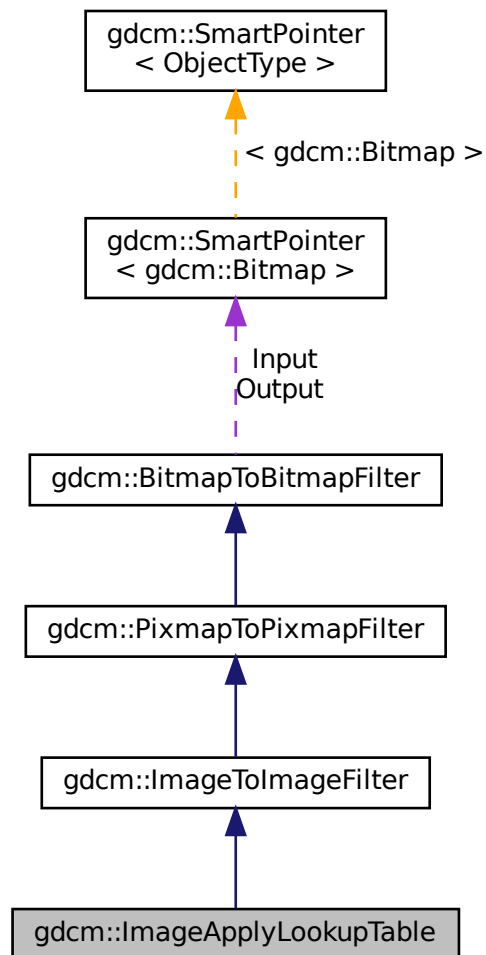 gdcm::SmartPointer
< ObjectType >
< gdcm::Bitmap >
gdcm::SmartPointer
< gdcm::Bitmap >
Input
Output
gdcm::BitmapToBitmapFilter
gdcm::PixmapToPixmapFilter
gdcm::ImageToImageFilter
gdcm::ImageApplyLookupTable